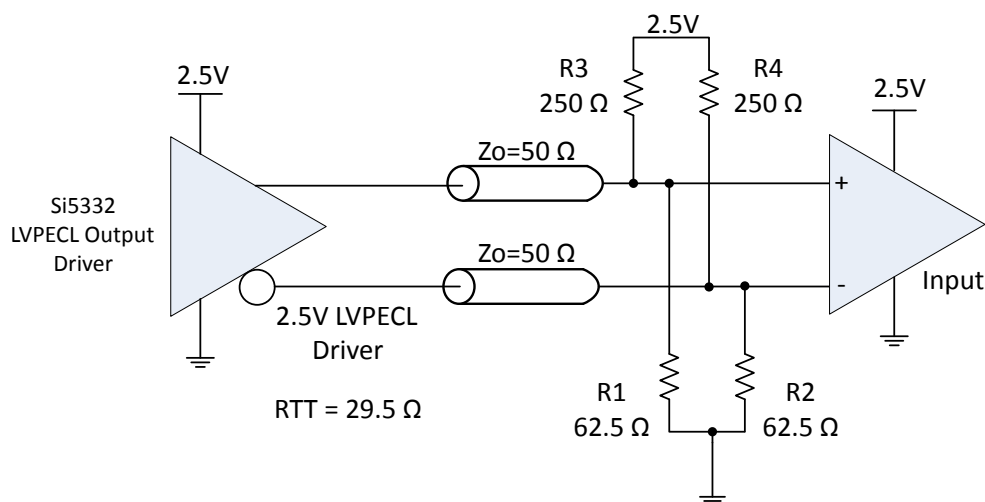 2.5V
R3
250 Ω
R4
250 Ω
2.5V
2.5V
Zo=50 Ω
+
Si5332
LVPECL Output
Driver
Zo=50 Ω
-
Input
2.5V LVPECL
Driver
RTT = 29.5 Ω
R1
62.5 Ω
R2
62.5 Ω